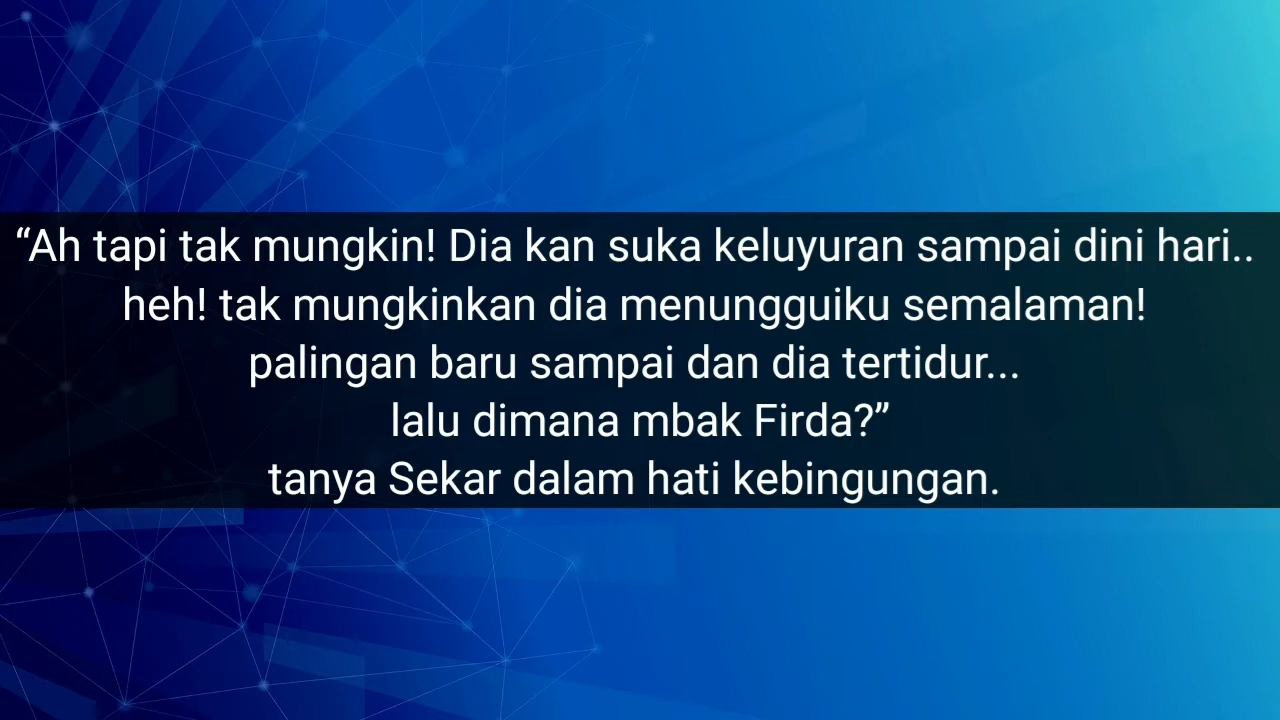 “Ah tapi tak mungkin! Dia kan suka keluyuran sampai dini hari..
heh! tak mungkinkan dia menungguiku semalaman!
palingan baru sampai dan dia tertidur...
lalu dimana mbak Firda?”
tanya Sekar dalam hati kebingungan.